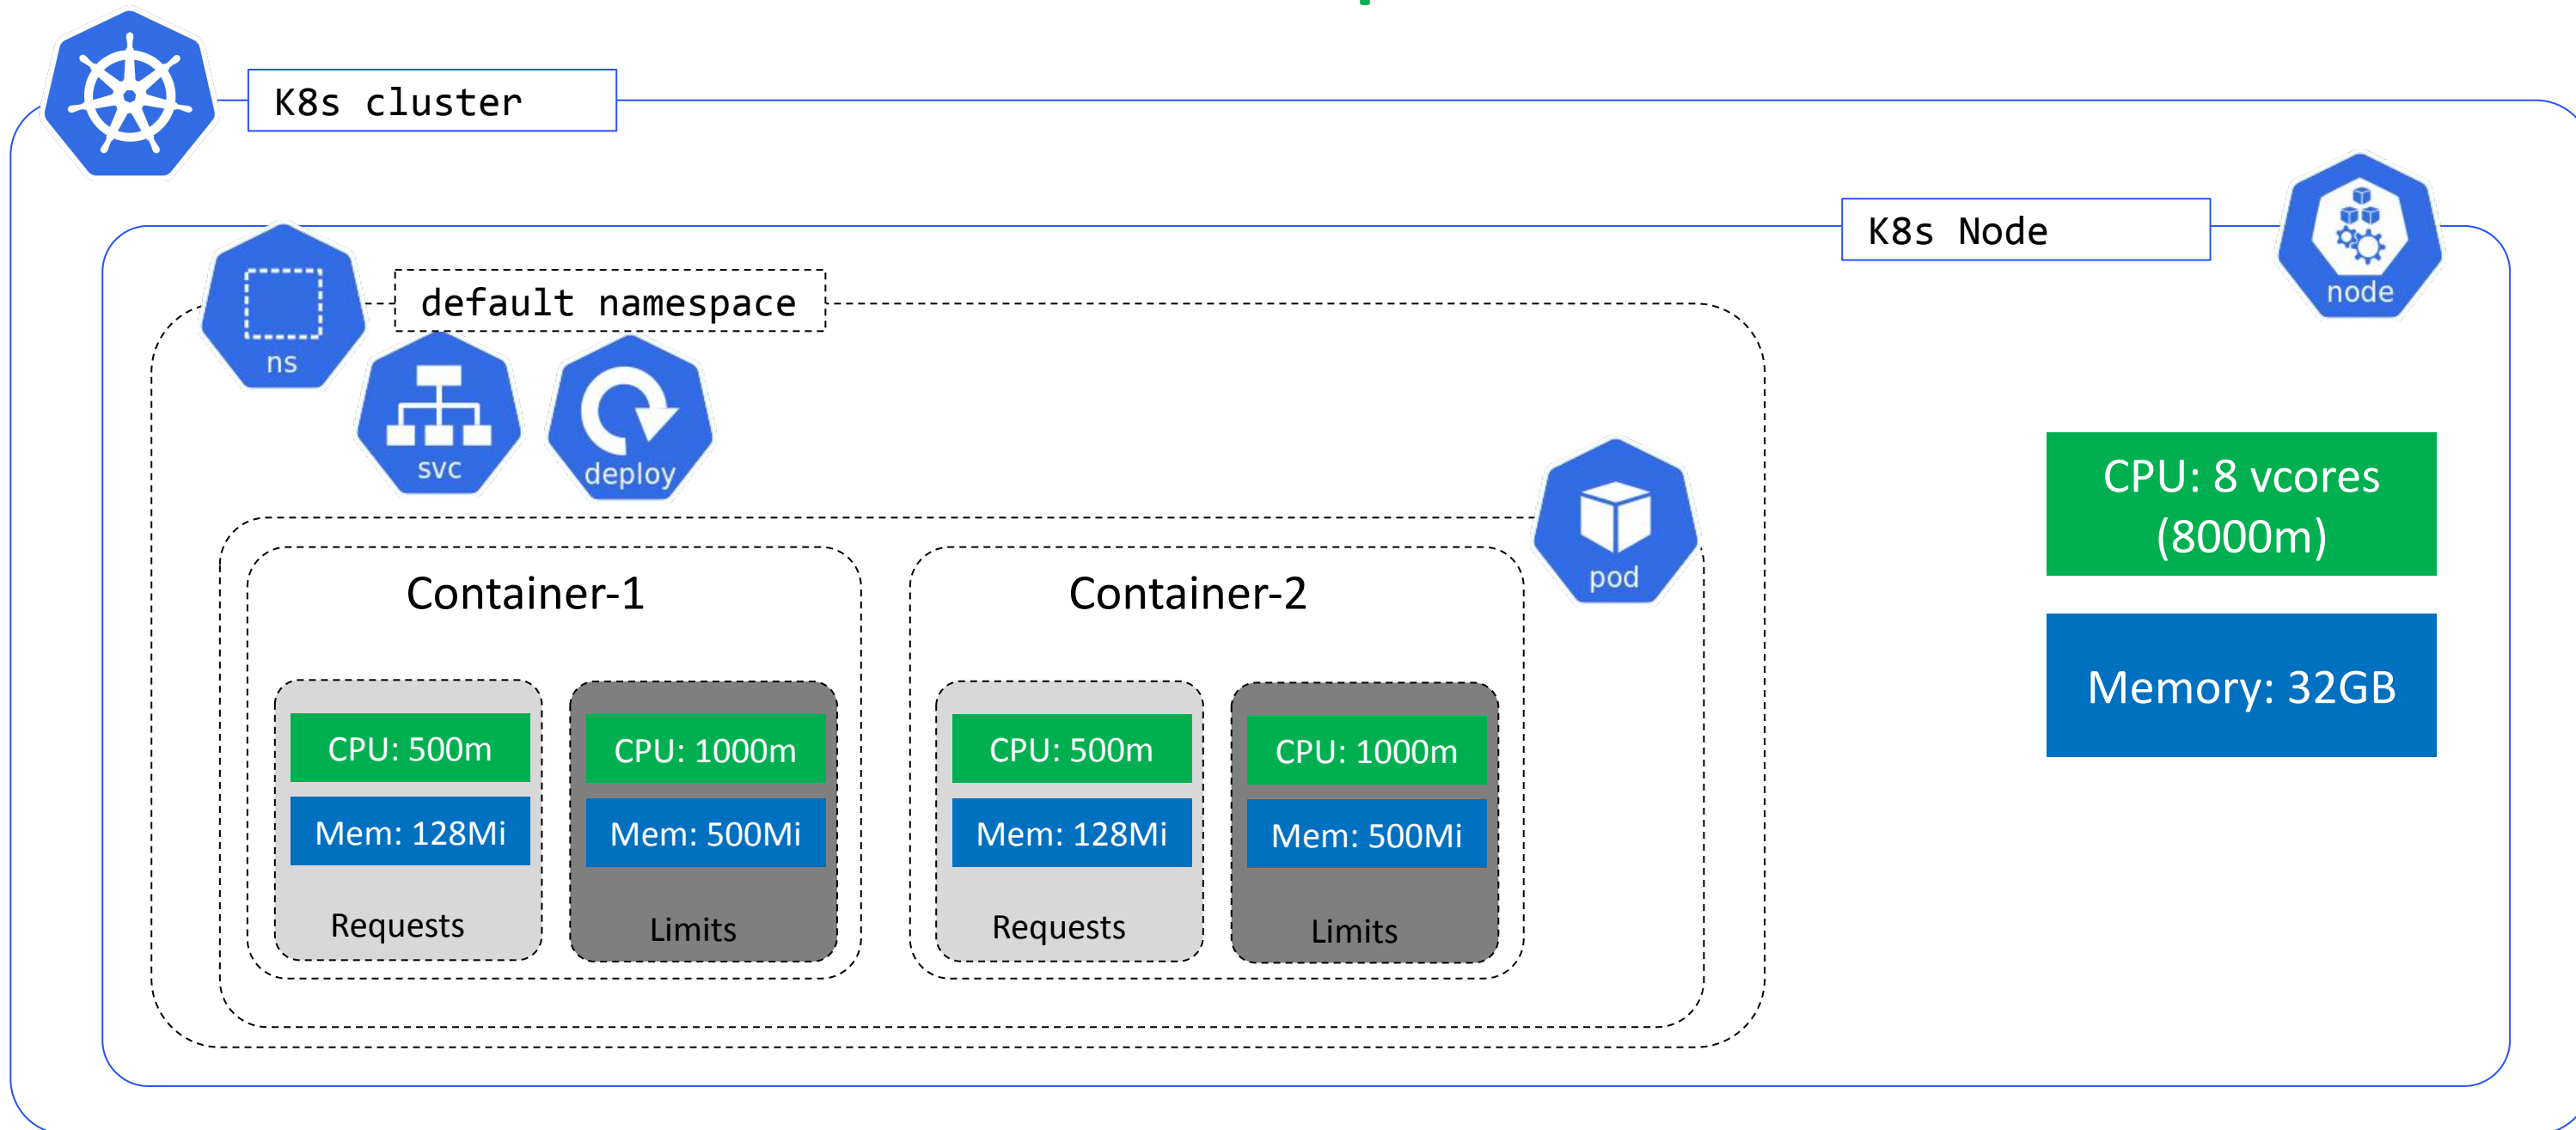 K8s cluster
K8s Node
node
default namespace
ns
svc
deploy
pod
CPU: 8 vcores
(8000m)
Memory: 32GB
Container-1
CPU: 500m
Mem: 128Mi
Requests
CPU: 1000m
Mem: 500Mi
Limits
Container-2
CPU: 500m
Mem: 128Mi
Requests
CPU: 1000m
Mem: 500Mi
Limits